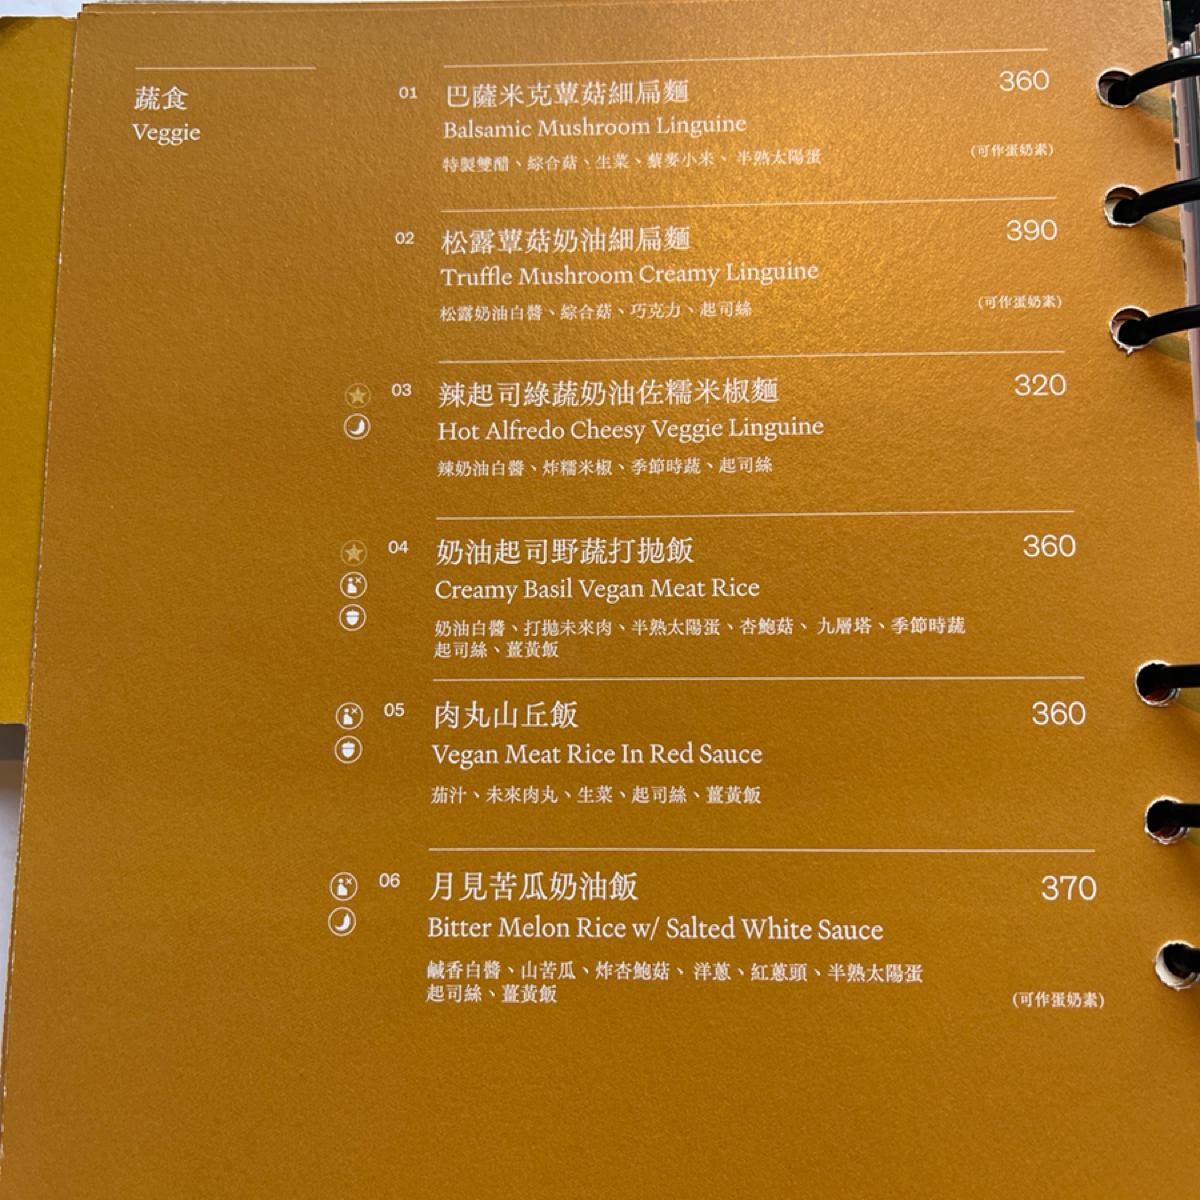 蔬食
Veggie
01
巴薩米克蕈菇細扁麵
360
Balsamic Mushroom Linguine
特製雙醋、綜合菇、生菜、藜麥小米、半熟太陽蛋
(可作蛋奶素)
02
松露蕈菇奶油細扁麵
390
Truffle Mushroom Creamy Linguine
松露奶油白醬、綜合菇、巧克力、起司絲
(可作蛋奶素)
03
辣起司綠蔬奶油佐糯米椒麵
320
Hot Alfredo Cheesy Veggie Linguine
辣奶油白醬、炸糯米椒、季節時蔬、起司絲
04
奶油起司野蔬打拋飯
360
Creamy Basil Vegan Meat Rice
奶油白醬、打拋未來肉、半熟太陽蛋、杏鮑菇、九層塔、季節時蔬
起司絲、薑黃飯
05
肉丸山丘飯
360
Vegan Meat Rice In Red Sauce
茄汁、未來肉丸、生菜、起司絲、薑黃飯
06
月見苦瓜奶油飯
370
Bitter Melon Rice w/ Salted White Sauce
鹹香白醬、山苦瓜、炸杏鮑菇、洋蔥、紅蔥頭、半熟太陽蛋
起司絲、薑黃飯
(可作蛋奶素)